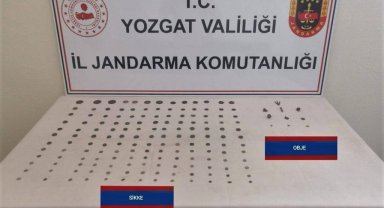 T.C.
YOZGAT VALİLİĞİ
İL JANDARMA KOMUTANLIĞI
OBJE
SİKKE